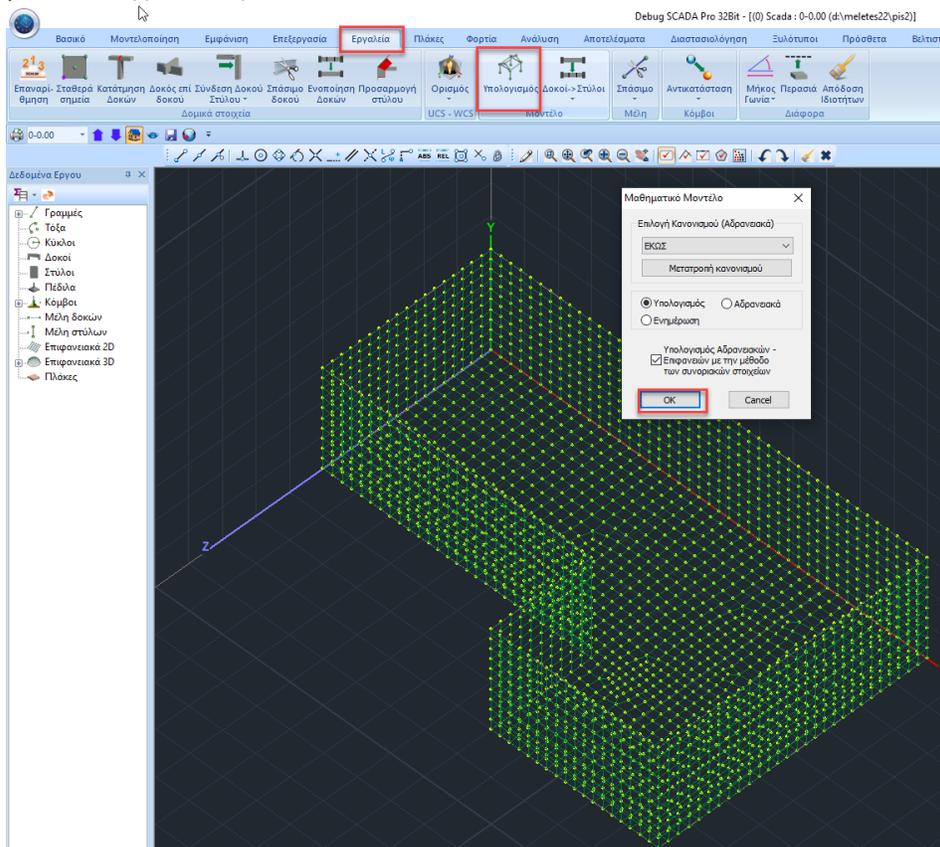 Debug SCADA Pro 32Bit - [(0) Scada : 0-0.00 (d:\meletes22\pis2)]
Βασικό Μοντελοποίηση Εμφάνιση Επεξεργασία Εργαλεία Πλάκες Φορτία Ανάλυση Αποτελέσματα Διαστασιολόγηση Ξυλότυποι Πρόσθετα Βελτισ
Επαναρί- Σταθερά Κατάτμηση Δοκός επί Σύνδεση Δοκού Σπάσιμο Ενοποίηση Προσαρμογή Ορισμός Υπολογισμός Δοκοί->Στύλοι Σπάσιμο Αντικατάσταση Μήκος Περασιά Απόδοση
θμηση σημεία Δοκών δοκού Στύλου δοκού Δοκών στύλου Γωνία Ιδιοτήτων
Δομικά στοιχεία UCS - WCS Μοντέλο Μέλη Κόμβοι Διάφορα
0-0.00
ABS REL
Δεδομένα Εργου
Γραμμές
Τόξα
Κύκλοι
Δοκοί
Στύλοι
Πέδιλα
Κόμβοι
Μέλη δοκών
Μέλη στύλων
Επιφανειακά 2D
Επιφανειακά 3D
Πλάκες
Μαθηματικό Μοντέλο
Επιλογή Κανονισμού (Αδρανειακά)
ΕΚΩΣ
Μετατροπή κανονισμού
Υπολογισμός Αδρανειακά
Ενημέρωση
Υπολογισμός Αδρανειακών -
Επιφανειών με την μέθοδο
των συνοριακών στοιχείων
OK Cancel
Y
Z